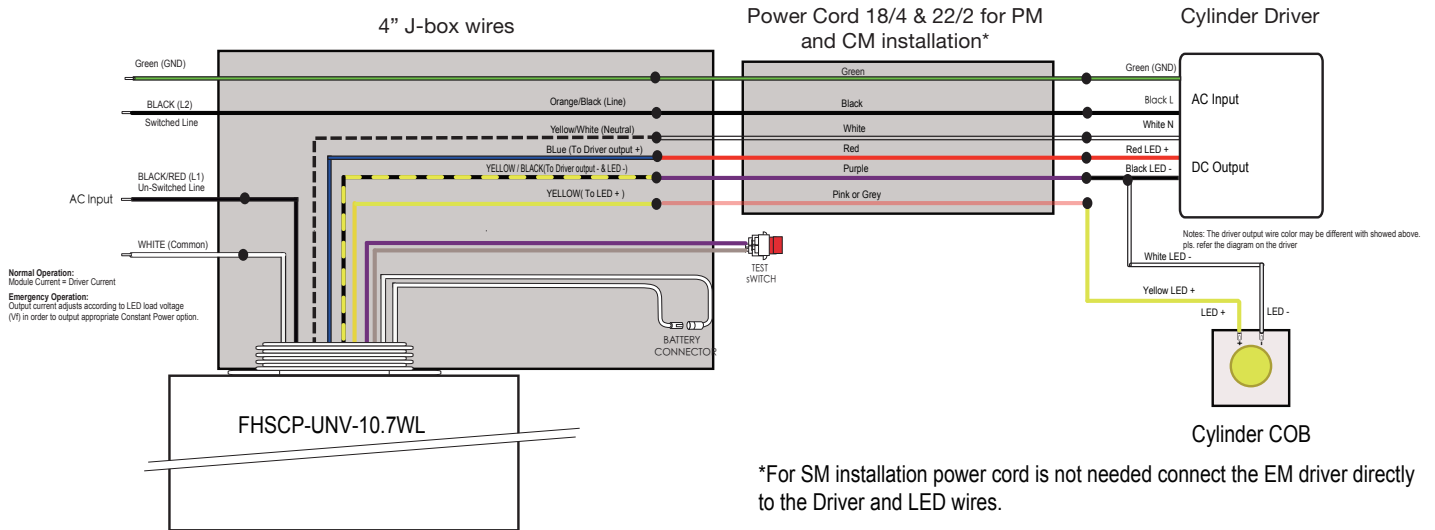 4” J-box wires
Power Cord 18/4 & 22/2 for PM
and CM installation*
Cylinder Driver
Green (GND)
Green
Green (GND)
BLACK (L2)
Switched Line
Orange/Black (Line)
Black
Black L
AC Input
Yellow/White (Neutral)
White
White N
BLue (To Driver output +)
Red
Red LED +
YELLOW / BLACK(To Driver output - & LED -)
Purple
Black LED -
DC Output
BLACK/RED (L1)
Un-Switched Line
AC Input
YELLOW( To LED + )
Pink or Grey
WHITE (Common)
TEST
sWITCH
Notes: The driver output wire color may be different with showed above.
pls. refer the diagram on the driver
White LED -
Normal Operation:
Module Current = Driver Current
Emergency Operation:
Output current adjusts according to LED load voltage
(Vf) in order to output appropriate Constant Power option.
Yellow LED +
LED +
LED -
BATTERY
CONNECTOR
+
-
FHSCP-UNV-10.7WL
Cylinder COB
*For SM installation power cord is not needed connect the EM driver directly
to the Driver and LED wires.